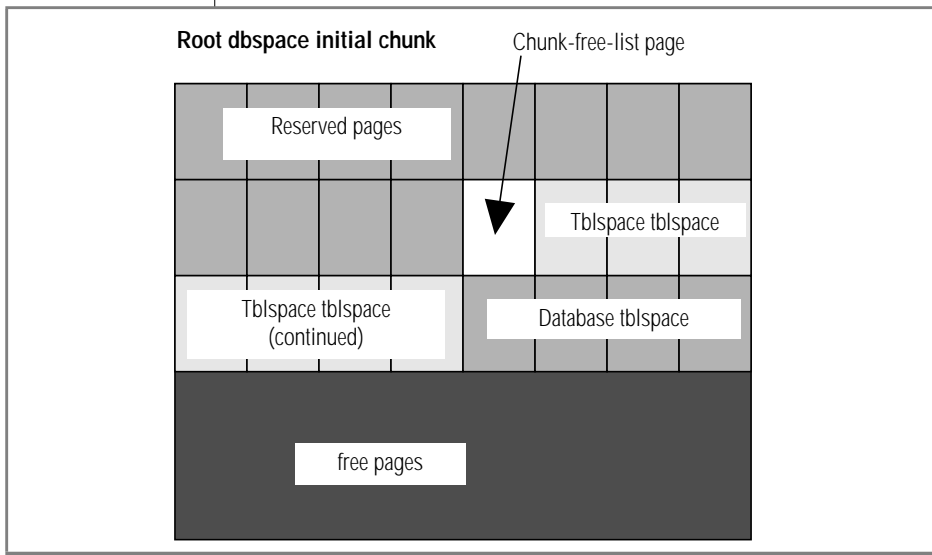 Root dbspace initial chunk
Chunk-free-list page
Reserved pages
Tblspace tblspace
Tblspace tblspace
(continued)
Database tblspace
free pages